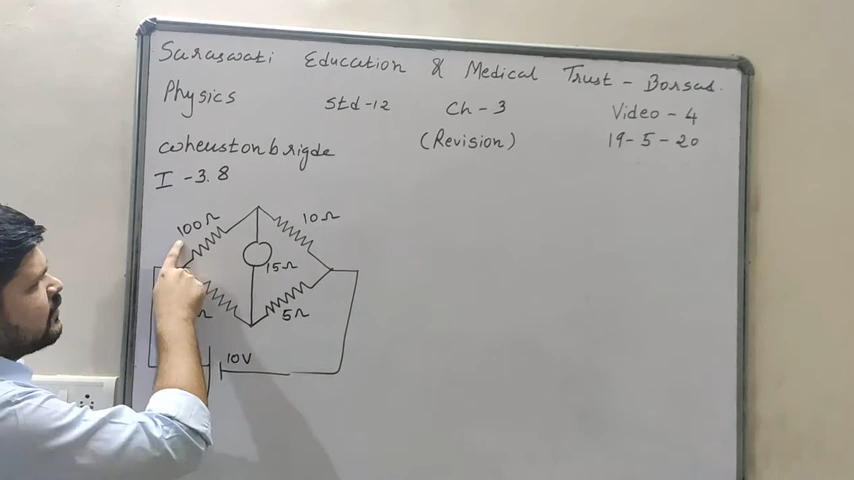 Saraswati Education & Medical Trust - Borsad.
Physics Std-12 Ch-3 Video-4
wheuston brigde (Revision) 19-5-20
I -3.8
100Ω 10Ω
15Ω
Ω 5Ω
10V